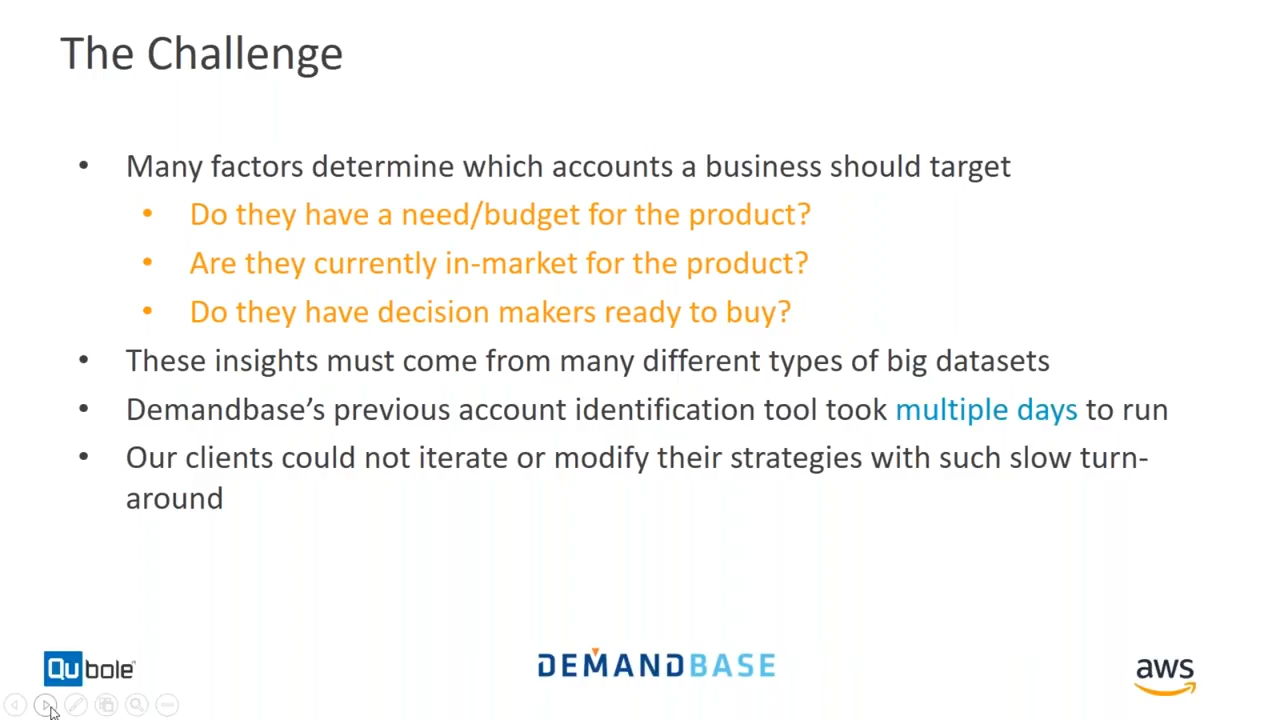 The Challenge
• Many factors determine which accounts a business should target
• Do they have a need/budget for the product?
• Are they currently in-market for the product?
• Do they have decision makers ready to buy?
• These insights must come from many different types of big datasets
• Demandbase’s previous account identification tool took multiple days to run
• Our clients could not iterate or modify their strategies with such slow turn-
around
Qubole
DEMANDBASE
aws